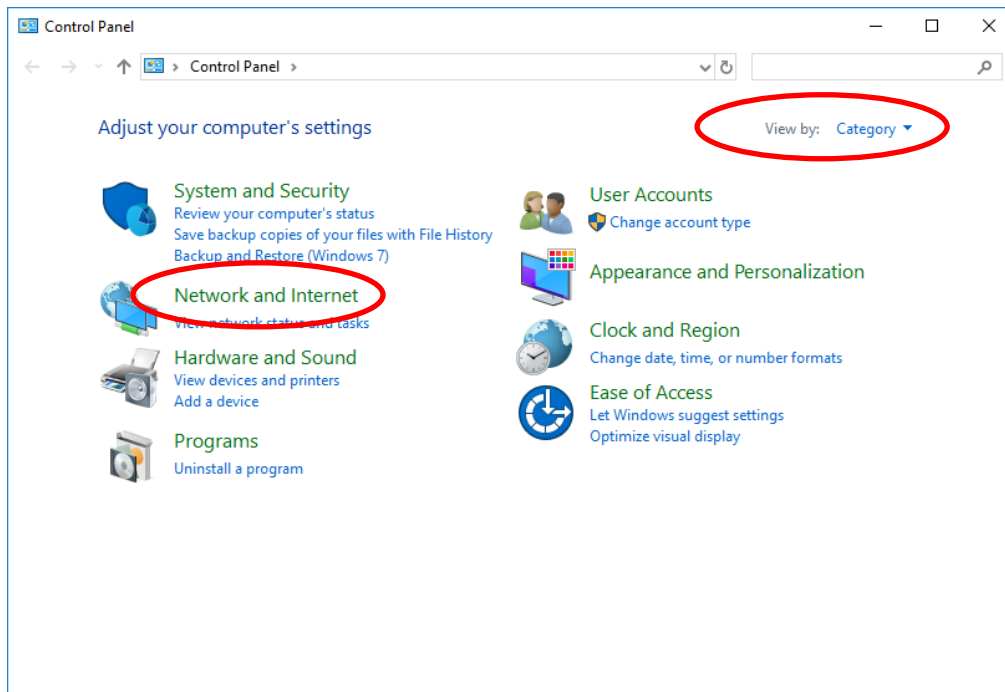 Control Panel
Control Panel
Adjust your computer's settings
View by: Category
System and Security
Review your computer's status
Save backup copies of your files with File History
Backup and Restore (Windows 7)
Network and Internet
View network status and tasks
Hardware and Sound
View devices and printers
Add a device
Programs
Uninstall a program
User Accounts
Change account type
Appearance and Personalization
Clock and Region
Change date, time, or number formats
Ease of Access
Let Windows suggest settings
Optimize visual display